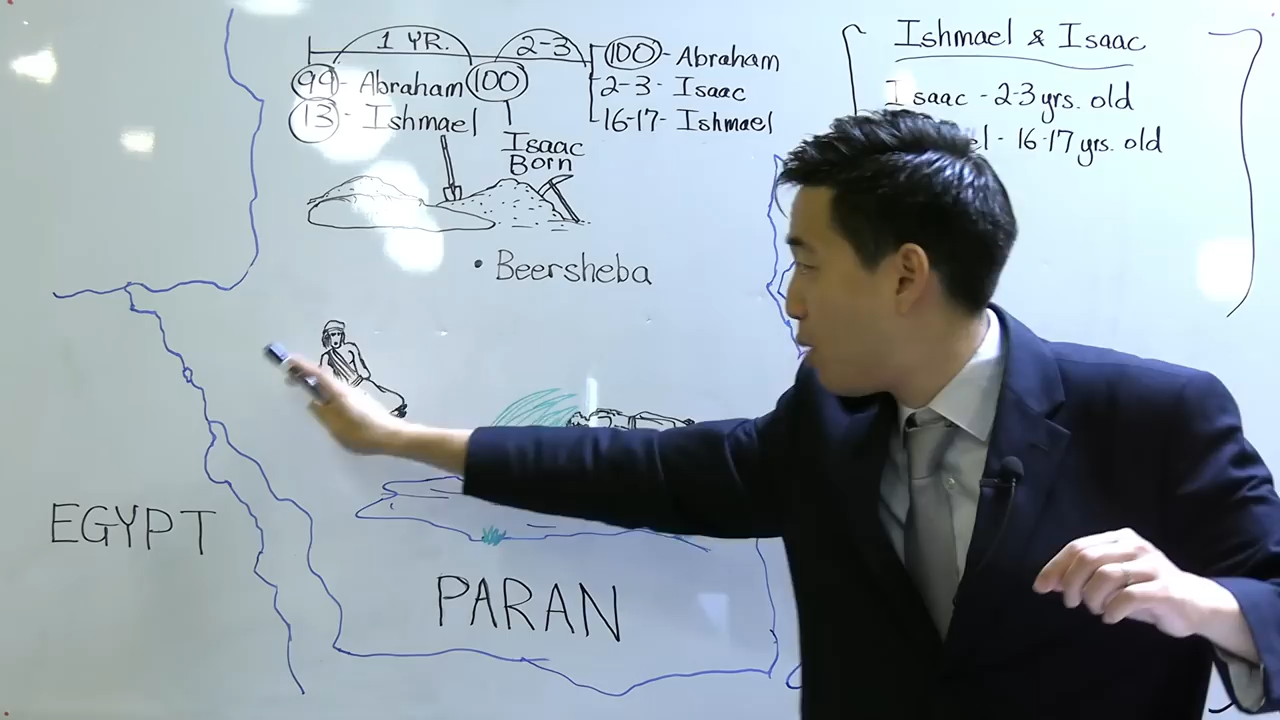 1 YR.
2-3
99 - Abraham
100
13 - Ishmael
Isaac
Born
100 - Abraham
2-3 - Isaac
16-17 - Ishmael
Ishmael & Isaac
Isaac - 2-3 yrs. old
el - 16-17 yrs. old
• Beersheba
EGYPT
PARAN